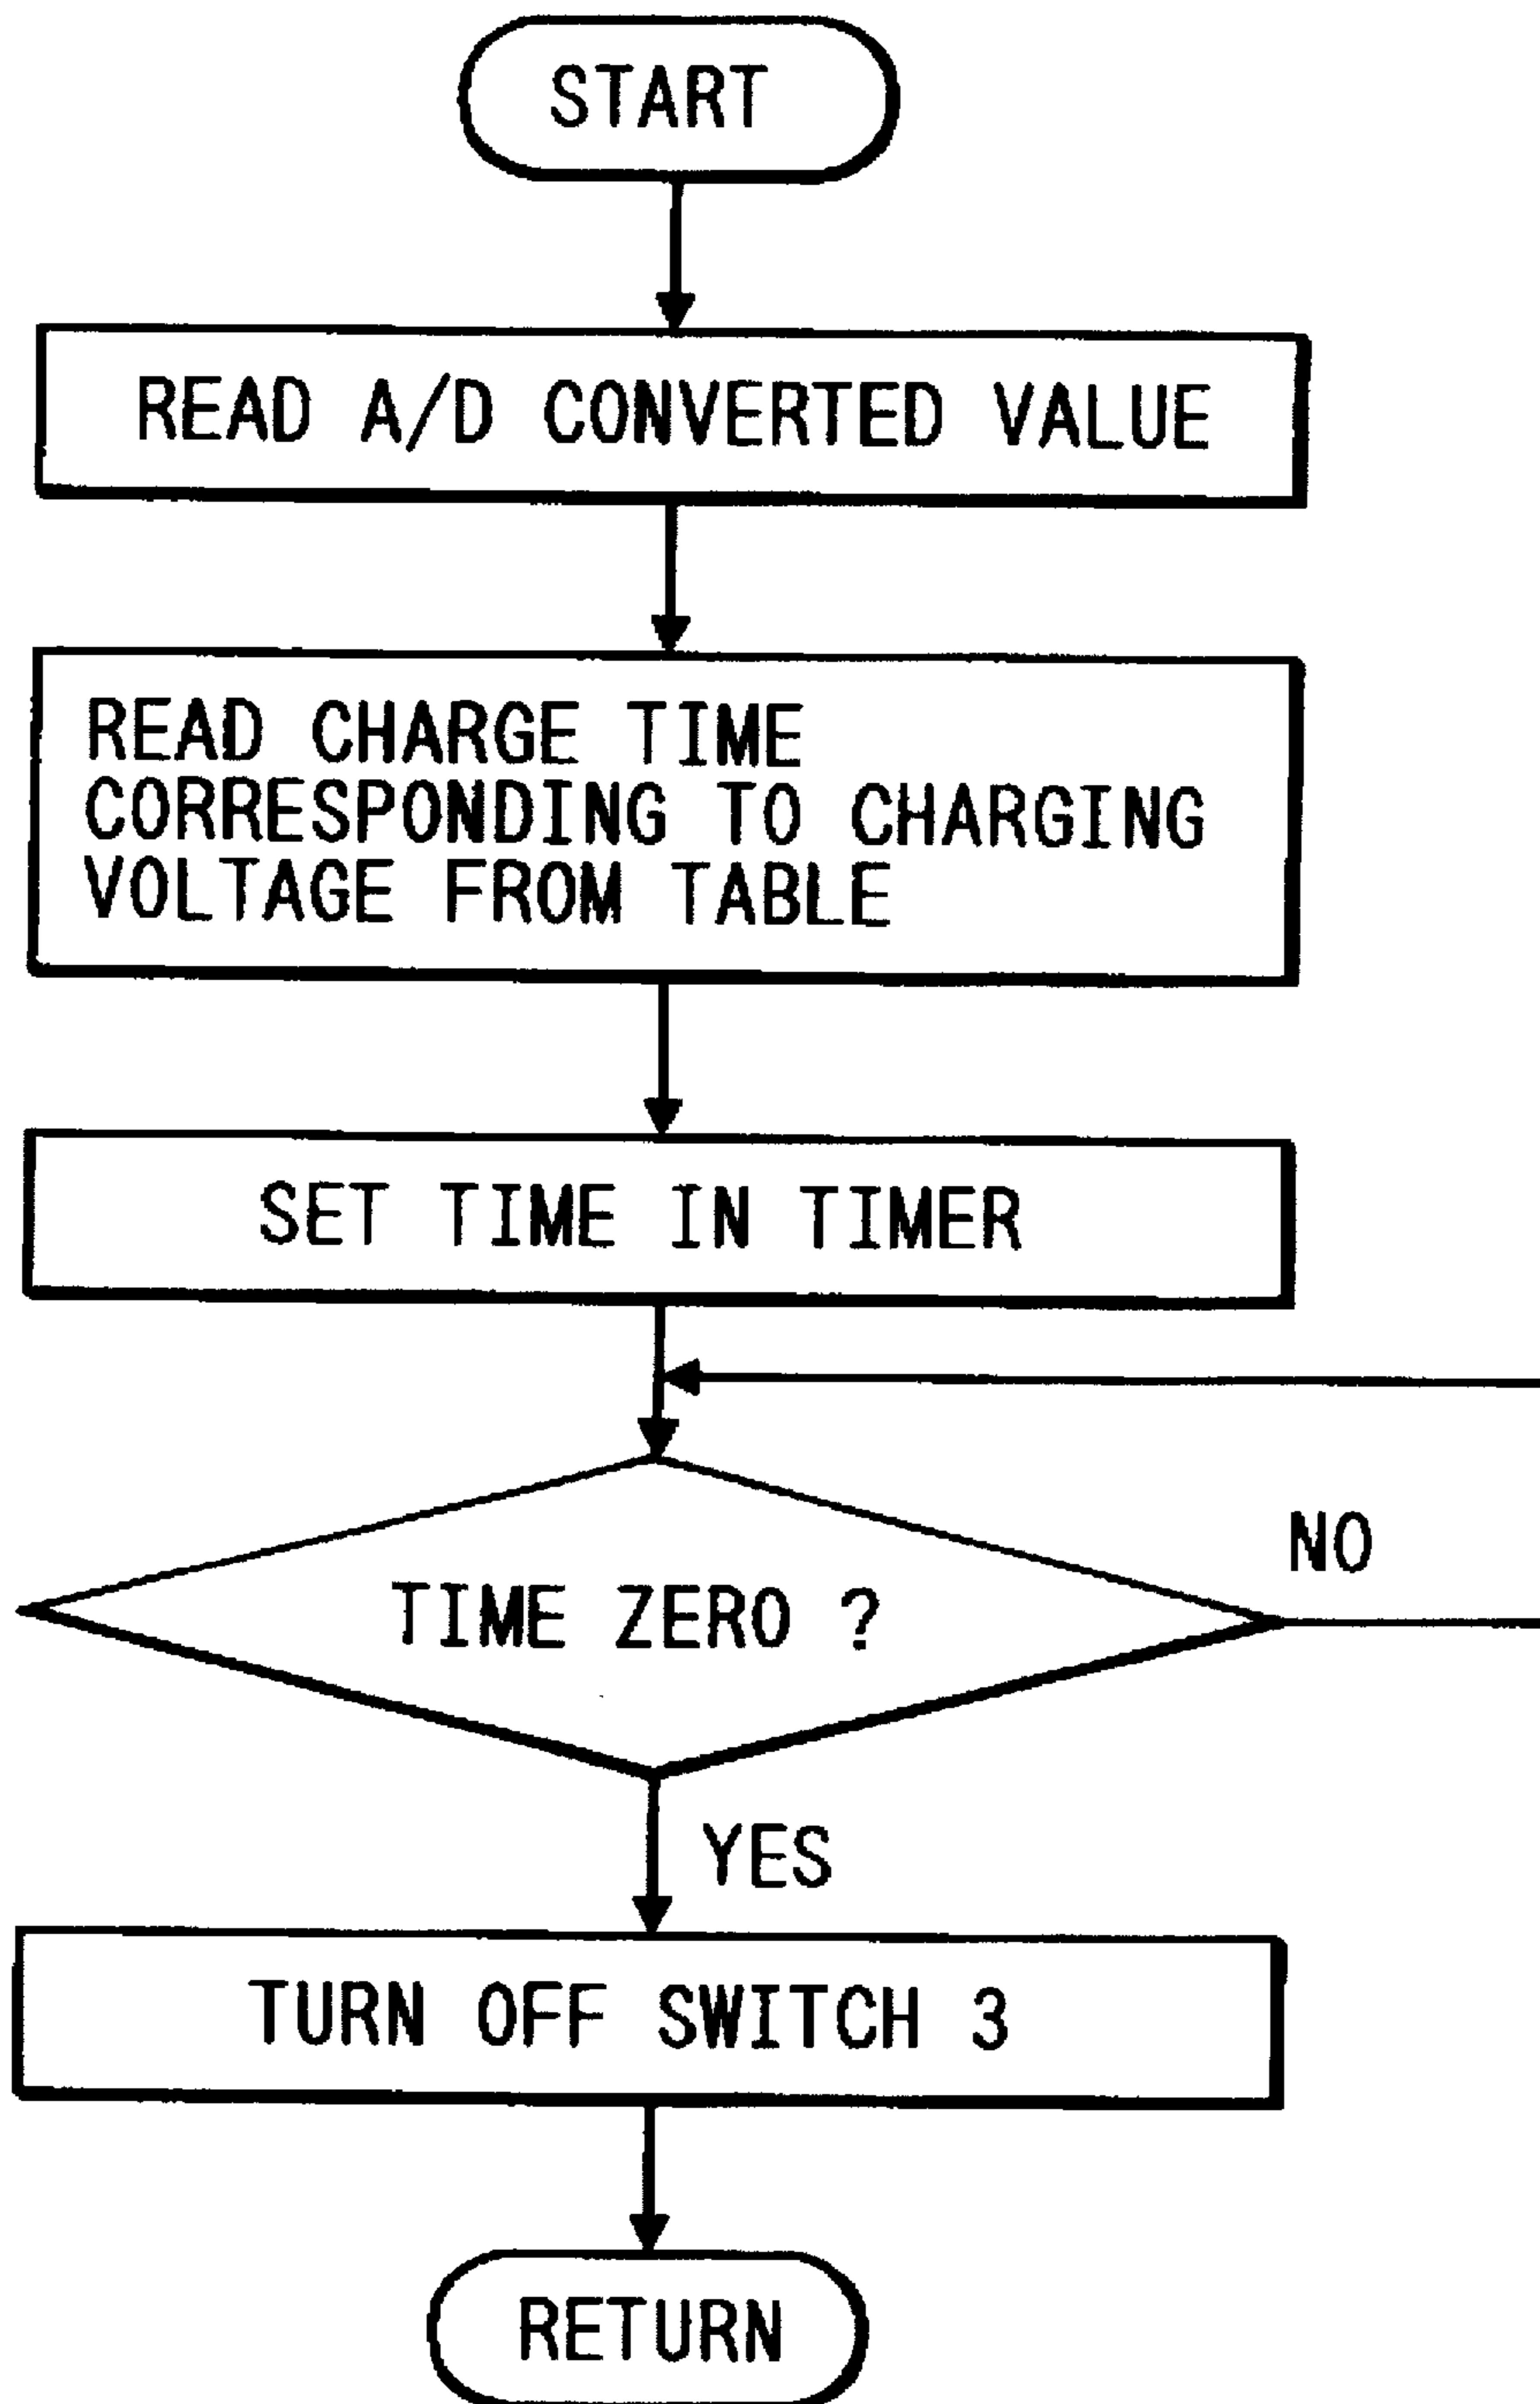 START
READ A/D CONVERTED VALUE
READ CHARGE TIME
CORRESPONDING TO CHARGING
VOLTAGE FROM TABLE
SET TIME IN TIMER
NO
TIME ZERO ?
YES
TURN OFF SWITCH 3
RETURN